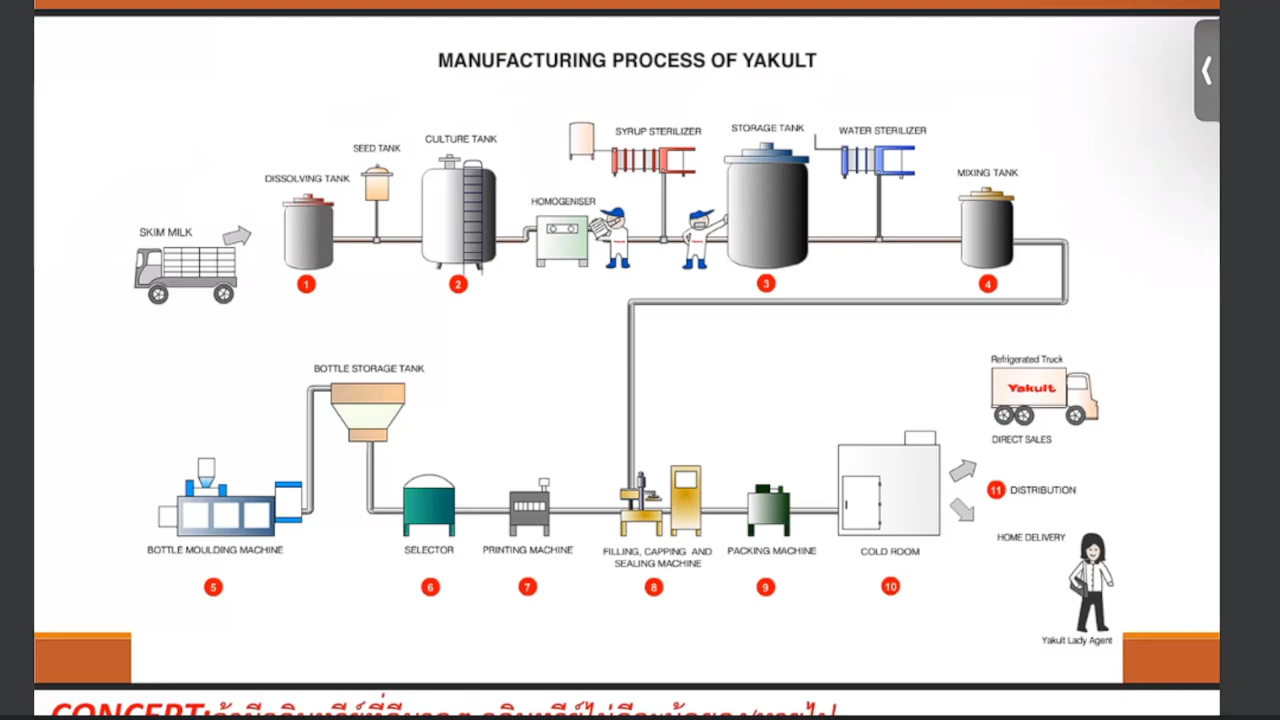 MANUFACTURING PROCESS OF YAKULT
SKIM MILK
DISSOLVING TANK
SEED TANK
CULTURE TANK
HOMOGENISER
SYRUP STERILIZER
STORAGE TANK
WATER STERILIZER
MIXING TANK
1
2
3
4
BOTTLE STORAGE TANK
BOTTLE MOULDING MACHINE
SELECTOR
PRINTING MACHINE
FILLING, CAPPING AND
SEALING MACHINE
PACKING MACHINE
COLD ROOM
5
6
7
8
9
10
Refrigerated Truck
Yakult
DIRECT SALES
11 DISTRIBUTION
HOME DELIVERY
Yakult Lady Agent
CONCEPT: